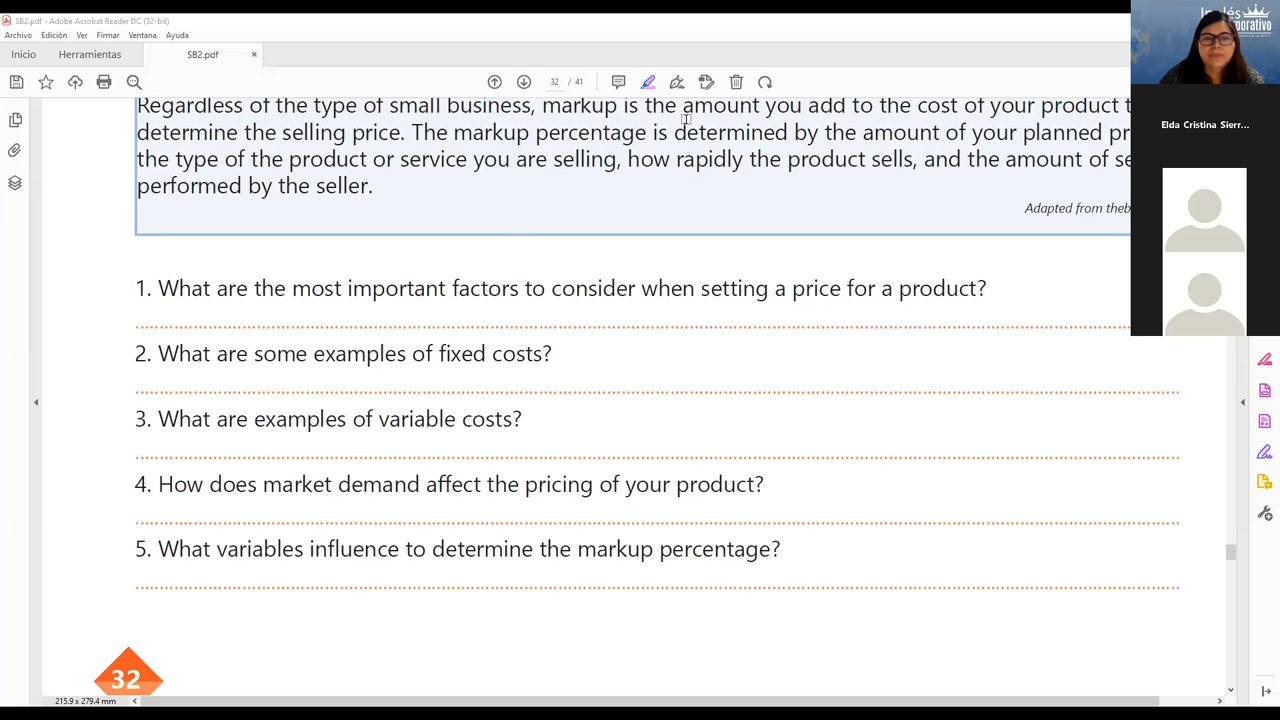 SB2.pdf - Adobe Acrobat Reader DC (32-bit)
Archivo Edición Ver Firmar Ventana Ayuda
Inicio Herramientas SB2.pdf ×
32 / 41
Regardless of the type of small business, markup is the amount you add to the cost of your product
determine the selling price. The markup percentage is determined by the amount of your planned
the type of the product or service you are selling, how rapidly the product sells, and the amount of
performed by the seller.
Adapted from
1. What are the most important factors to consider when setting a price for a product?
2. What are some examples of fixed costs?
3. What are examples of variable costs?
4. How does market demand affect the pricing of your product?
5. What variables influence to determine the markup percentage?
32
215.9 x 279.4 mm
Elda Cristina Sierr...